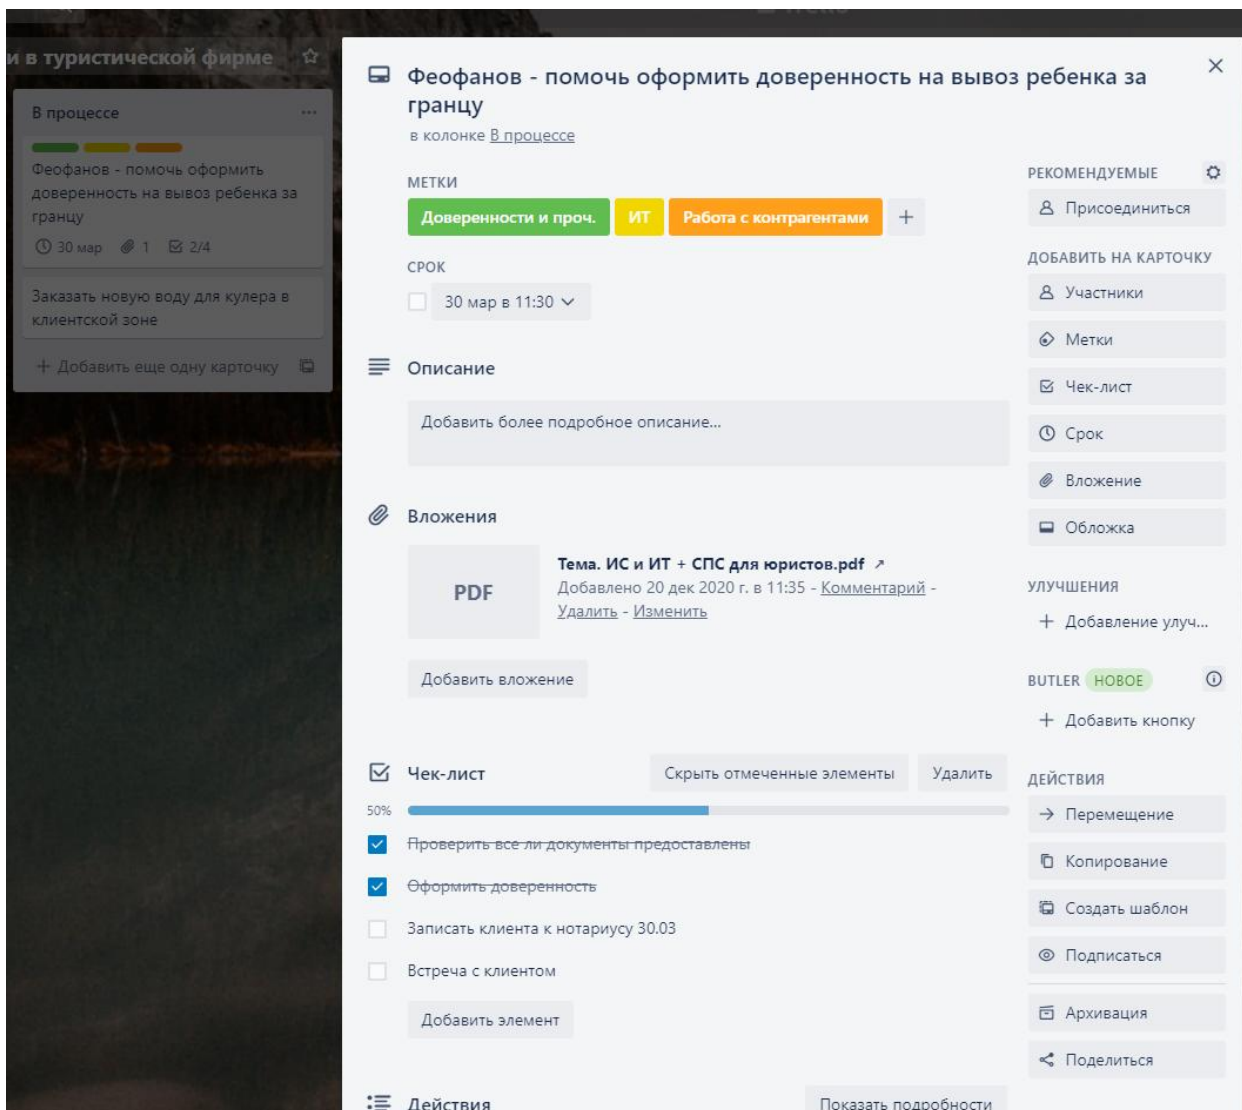 и в туристической фирме
В процессе
Феофанов - помочь оформить
доверенность на вывоз ребенка за
гранцу
30 мар 1 2/4
Заказать новую воду для кулера в
клиентской зоне
Добавить еще одну карточку
Феофанов - помочь оформить доверенность на вывоз ребенка за
гранцу
в колонке В процессе
МЕТКИ
Доверенности и проч. ИТ Работа с контрагентами +
СРОК
30 мар в 11:30
Описание
Добавить более подробное описание...
Вложения
PDF
Тема. ИС и ИТ + СПС для юристов.pdf
Добавлено 20 дек 2020 г. в 11:35 - Комментарий -
Удалить - Изменить
Добавить вложение
Чек-лист Скрыть отмеченные элементы Удалить
50%
Проверить все ли документы предоставлены
Оформить доверенность
Записать клиента к нотариусу 30.03
Встреча с клиентом
Добавить элемент
Действия Показать подробности
РЕКОМЕНДУЕМЫЕ
Присоединиться
ДОБАВИТЬ НА КАРТОЧКУ
Участники
Метки
Чек-лист
Срок
Вложение
Обложка
УЛУЧШЕНИЯ
+ Добавление улуч...
BUTLER НОВОЕ
+ Добавить кнопку
ДЕЙСТВИЯ
Перемещение
Копирование
Создать шаблон
Подписаться
Архивация
Поделиться